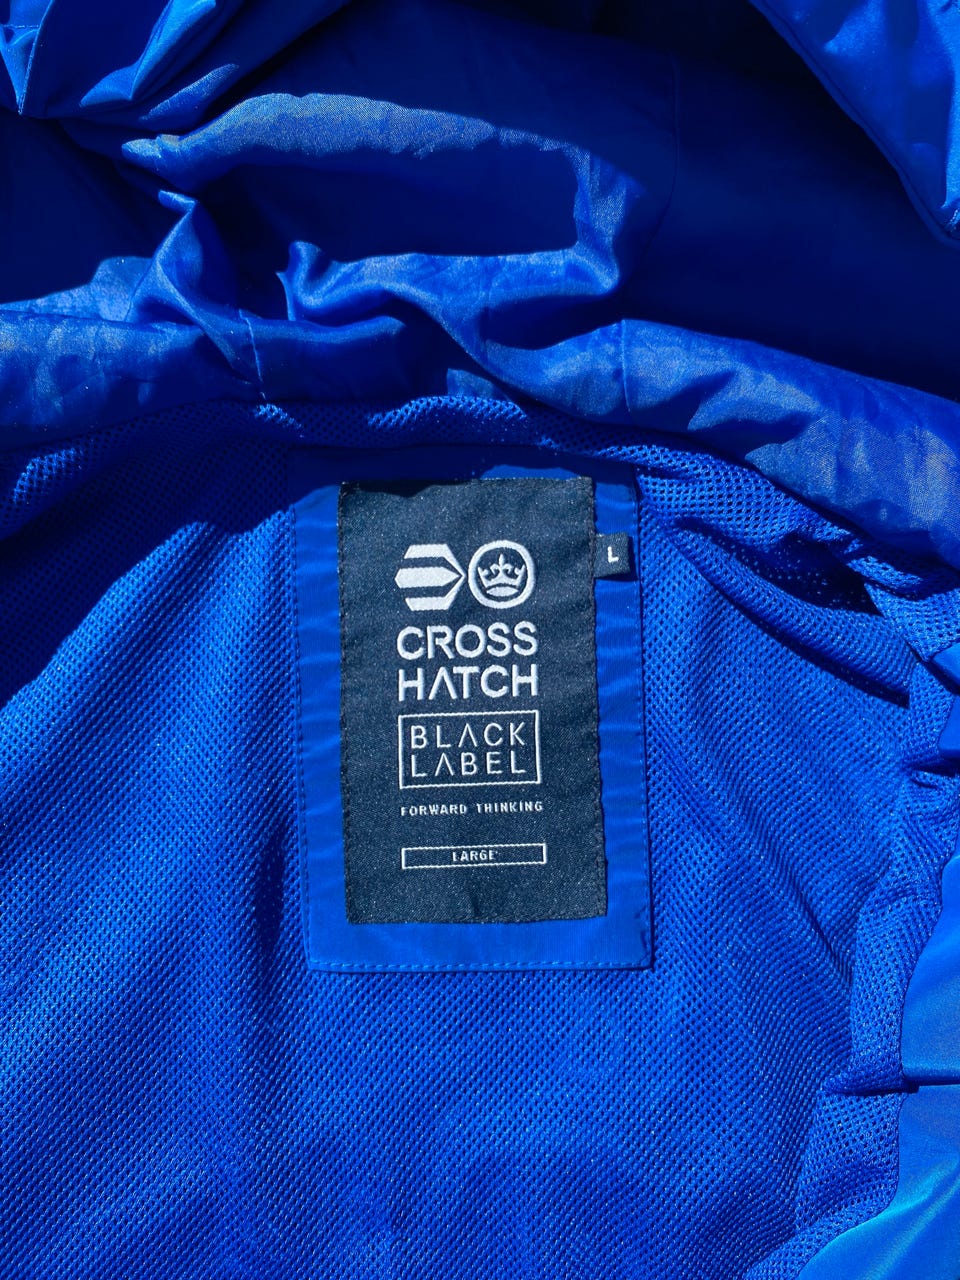 L
CROSS
HATCH
BLACK
LABEL
FORWARD THINKING
LARGE